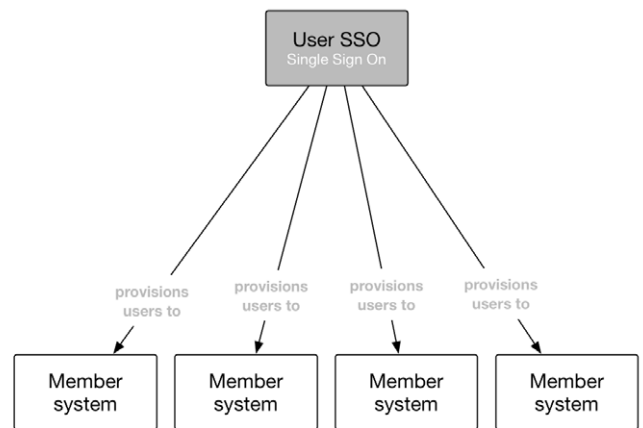 User SSO
Single Sign On
provisions
users to
provisions
users to
provisions
users to
provisions
users to
Member
system
Member
system
Member
system
Member
system